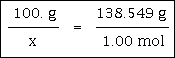 100. g = 138.549 g
x 1.00 mol